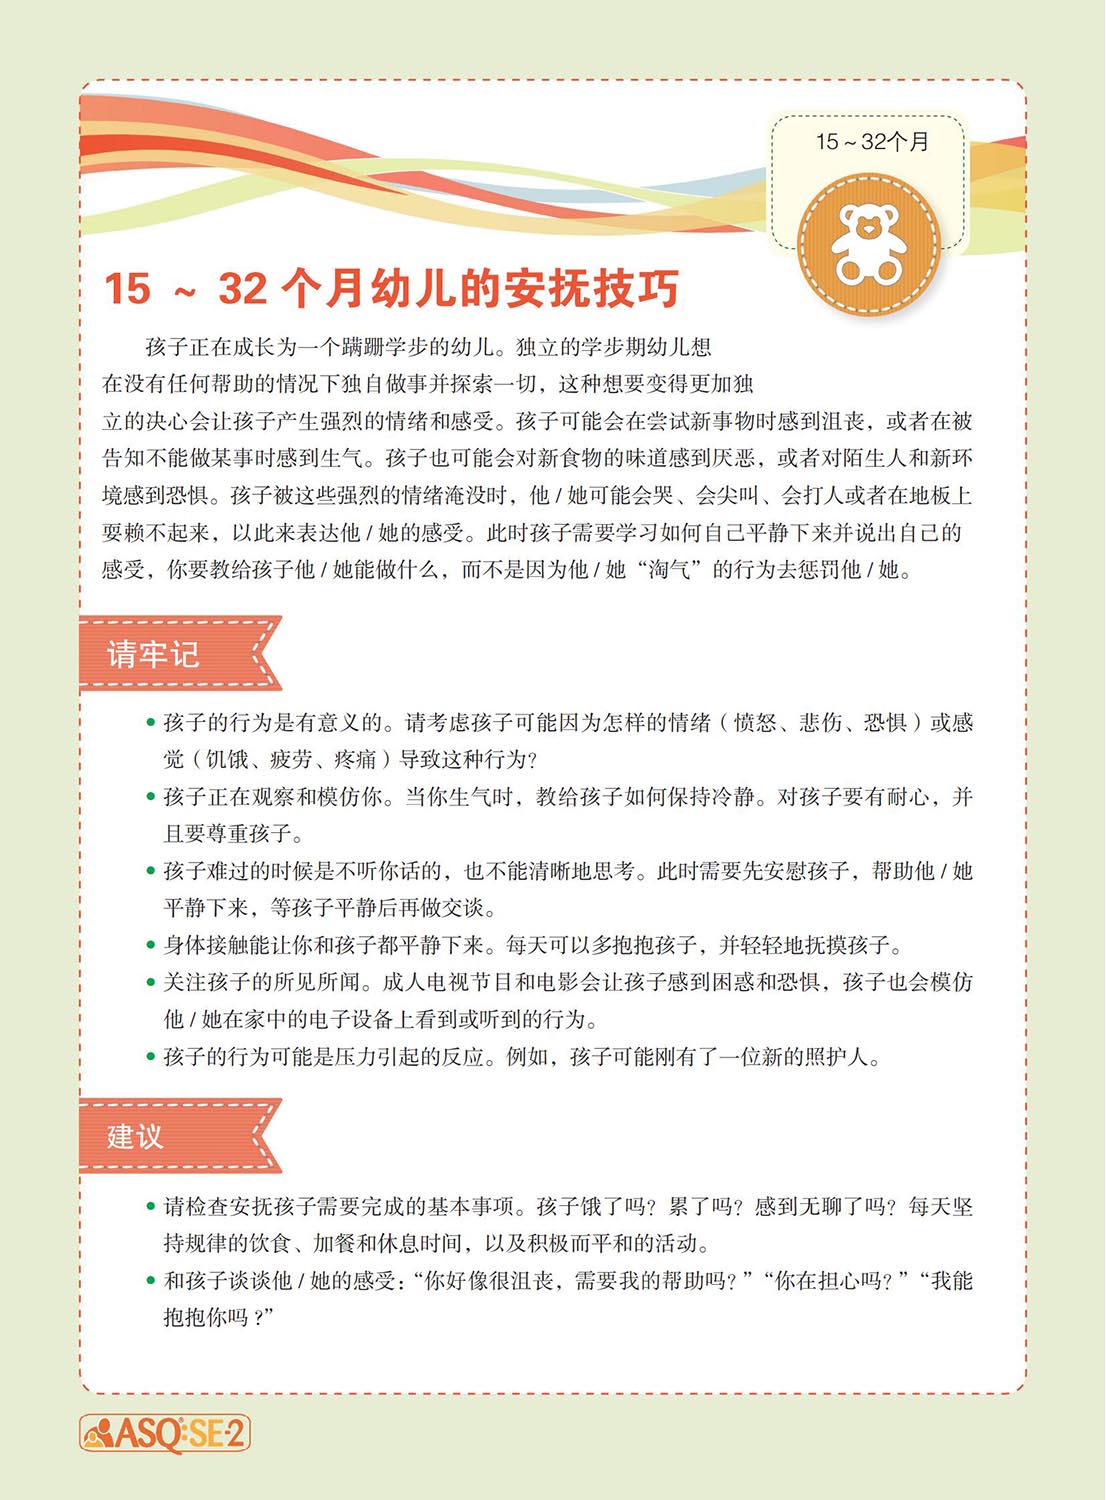 15～32个月
15 ~ 32 个月幼儿的安抚技巧
孩子正在成长为一个蹒跚学步的幼儿。独立的学步期幼儿想
在没有任何帮助的情况下独自做事并探索一切，这种想要变得更加独
立的决心会让孩子产生强烈的情绪和感受。孩子可能会在尝试新事物时感到沮丧，或者在被
告知不能做某事时感到生气。孩子也可能会对新食物的味道感到厌恶，或者对陌生人和新环
境感到恐惧。孩子被这些强烈的情绪淹没时，他 / 她可能会哭、会尖叫、会打人或者在地板上
耍赖不起来，以此来表达他 / 她的感受。此时孩子需要学习如何自己平静下来并说出自己的
感受，你要教给孩子他 / 她能做什么，而不是因为他 / 她“淘气”的行为去惩罚他 / 她。
请牢记
• 孩子的行为是有意义的。请考虑孩子可能因为怎样的情绪（愤怒、悲伤、恐惧）或感
觉（饥饿、疲劳、疼痛）导致这种行为？
• 孩子正在观察和模仿你。当你生气时，教给孩子如何保持冷静。对孩子要有耐心，并
且要尊重孩子。
• 孩子难过的时候是不听你话的，也不能清晰地思考。此时需要先安慰孩子，帮助他 / 她
平静下来，等孩子平静后再做交谈。
• 身体接触能让你和孩子都平静下来。每天可以多抱抱孩子，并轻轻地抚摸孩子。
• 关注孩子的所见所闻。成人电视节目和电影会让孩子感到困惑和恐惧，孩子也会模仿
他 / 她在家中的电子设备上看到或听到的行为。
• 孩子的行为可能是压力引起的反应。例如，孩子可能刚有了一位新的照护人。
建议
• 请检查安抚孩子需要完成的基本事项。孩子饿了吗？累了吗？感到无聊了吗？每天坚
持规律的饮食、加餐和休息时间，以及积极而平和的活动。
• 和孩子谈谈他 / 她的感受：“你好像很沮丧，需要我的帮助吗？”“你在担心吗？”“我能
抱抱你吗？”
ASQ:SE-2